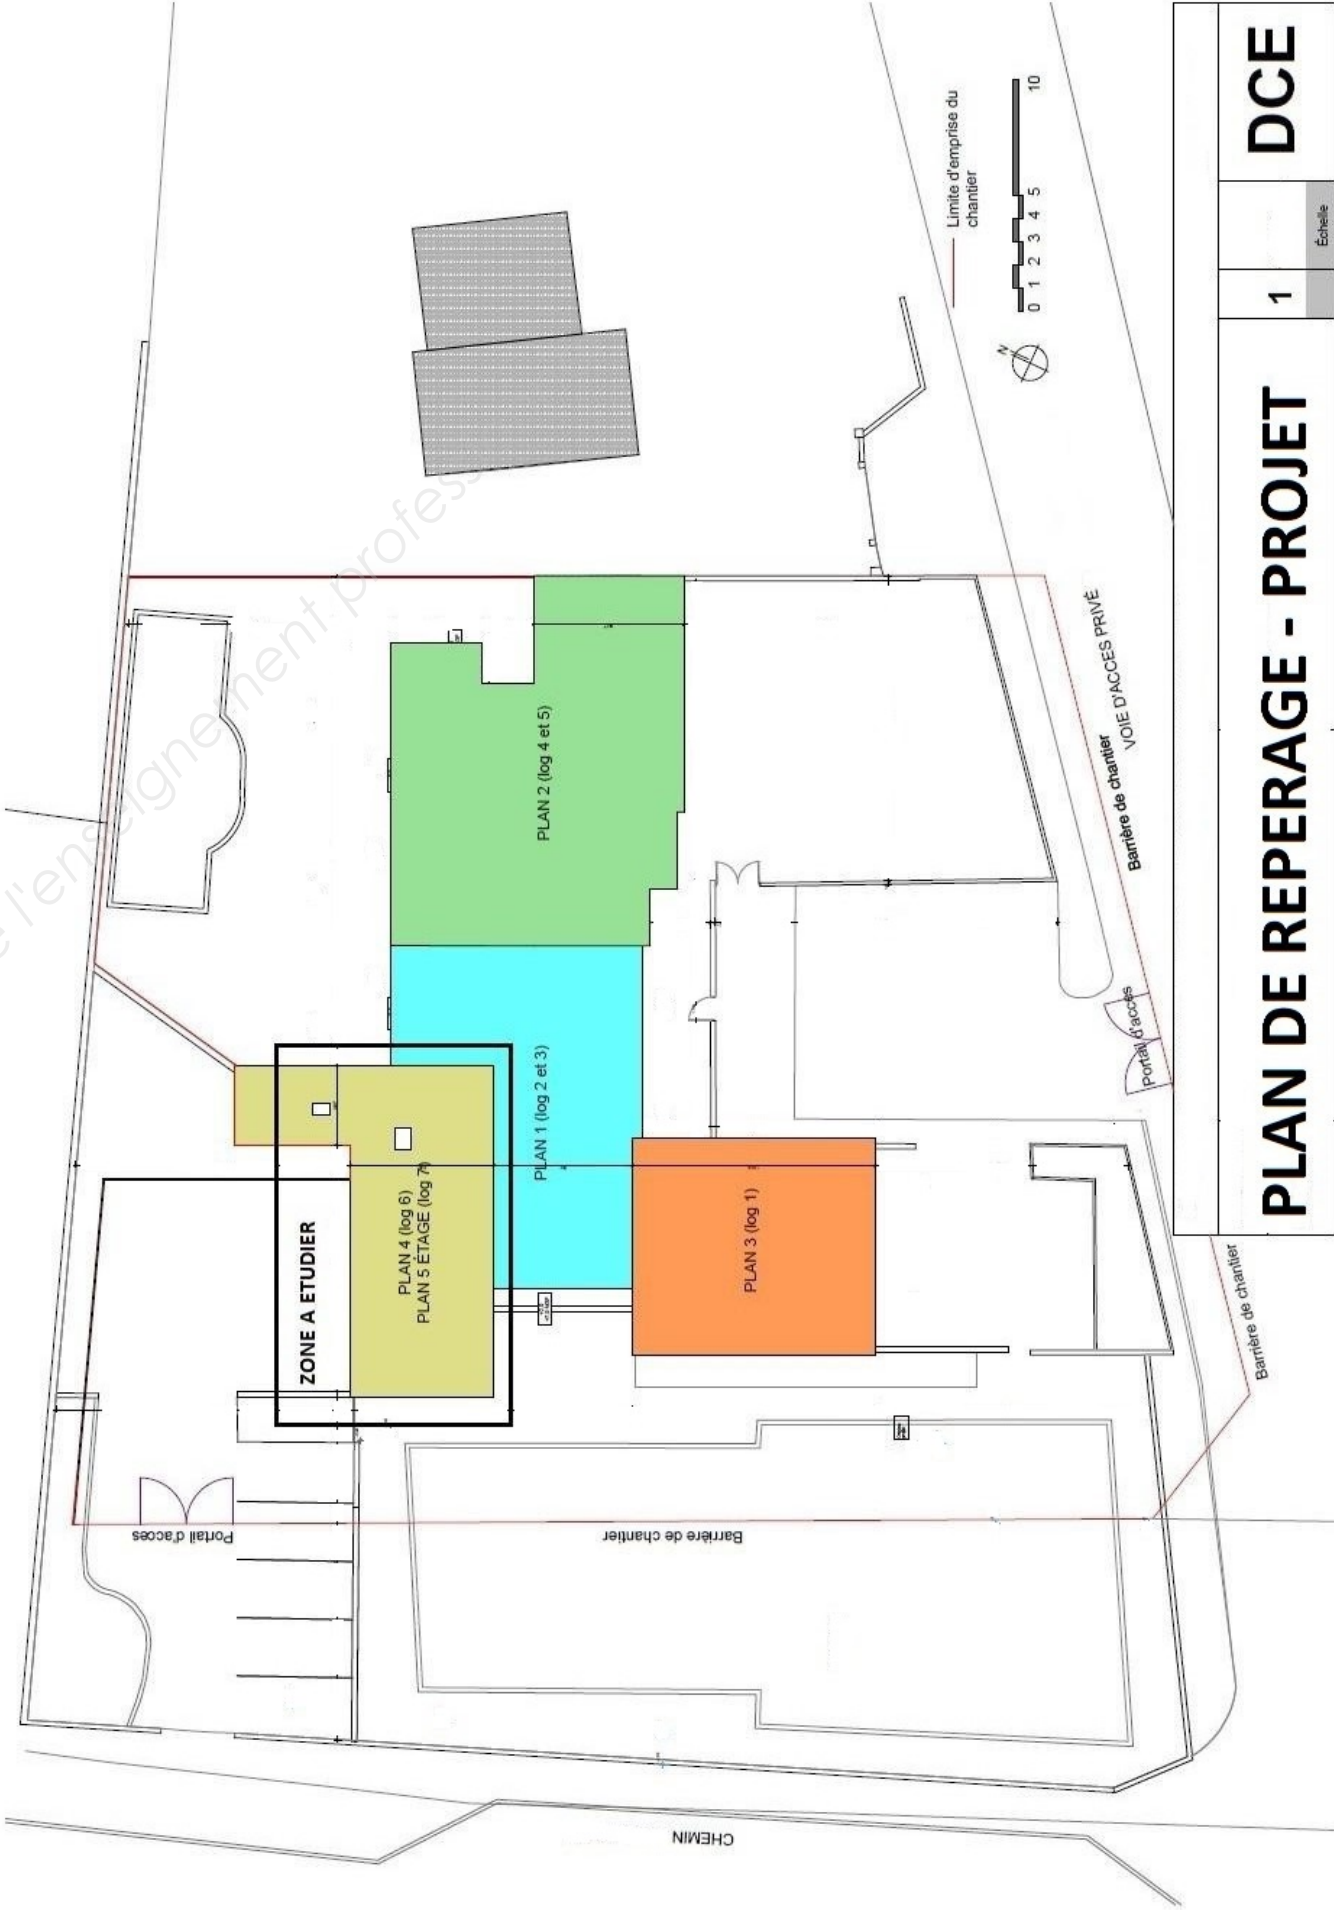 Limite d'emprise du
chantier
0 1 2 3 4 5 10
N
PLAN 2 (log 4 et 5)
PLAN 1 (log 2 et 3)
ZONE A ETUDIER
PLAN 4 (log 6)
PLAN 5 ÉTAGE (log 7)
PLAN 3 (log 1)
Barrière de chantier
VOIE D'ACCES PRIVÉ
Portail d'accès
Barrière de chantier
Portail d'acces
Barrière de chantier
CHEMIN
l'enseignement profess
PLAN DE REPERAGE - PROJET
1
Échelle
DCE